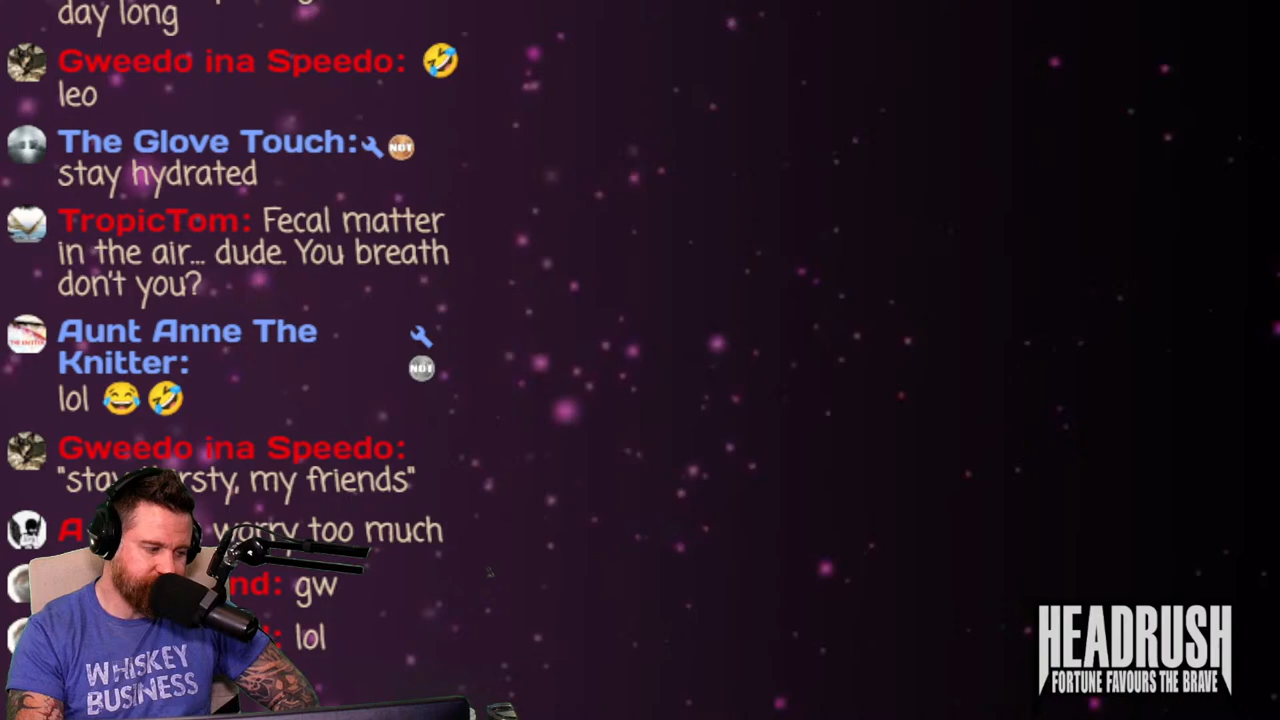 day long
Gweedo ina Speedo: 🤣
leo
The Glove Touch: NOT
stay hydrated
TropicTom: Fecal matter
in the air... dude. You breath
don't you?
Aunt Anne The
Knitter: NOT
lol 😂 🤣
Gweedo ina Speedo:
my friends"
A worry too much
nd: gw
: lol
WHISKEY
BUSINESS
HEADRUSH
FORTUNE FAVOURS THE BRAVE